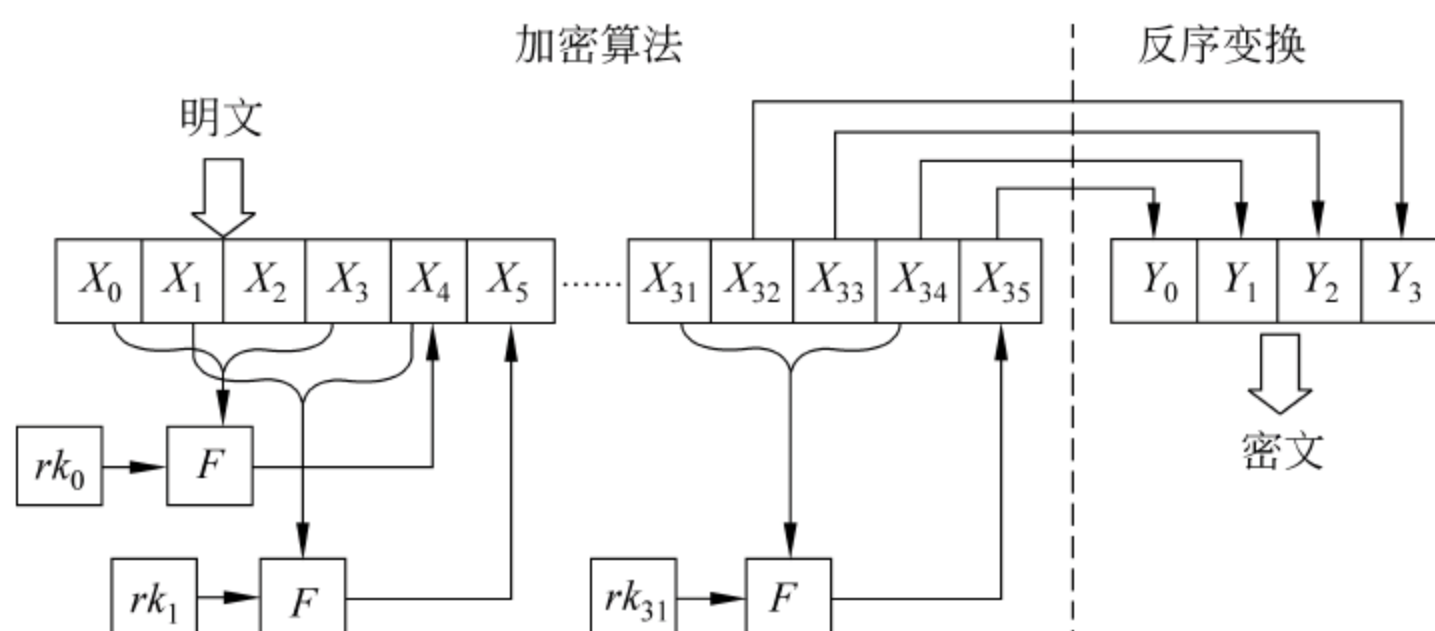 加密算法 反序变换
明文
X₀ X₁ X₂ X₃ X₄ X₅ …… X₃₁ X₃₂ X₃₃ X₃₄ X₃₅ Y₀ Y₁ Y₂ Y₃
密文
rk₀ F
rk₁ F rk₃₁ F